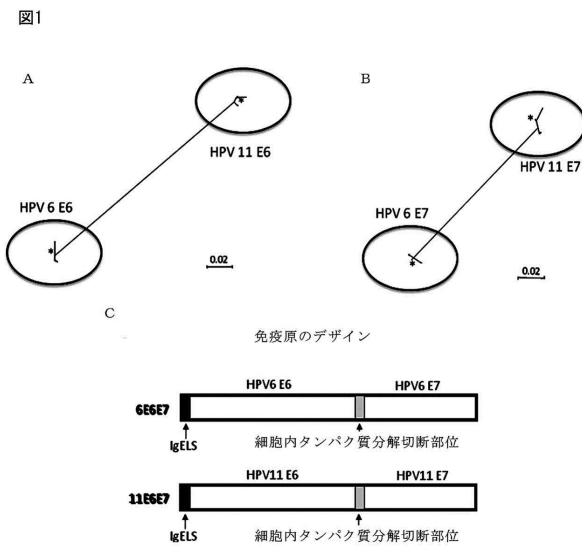 図1
A
B
*
HPV 11 E6
*
HPV 11 E7
HPV 6 E6
*
0.02
HPV 6 E7
*
0.02
C
免疫原のデザイン
HPV6 E6
HPV6 E7
6E6E7
IgELS
細胞内タンパク質分解切断部位
HPV11 E6
HPV11 E7
11E6E7
IgELS
細胞内タンパク質分解切断部位